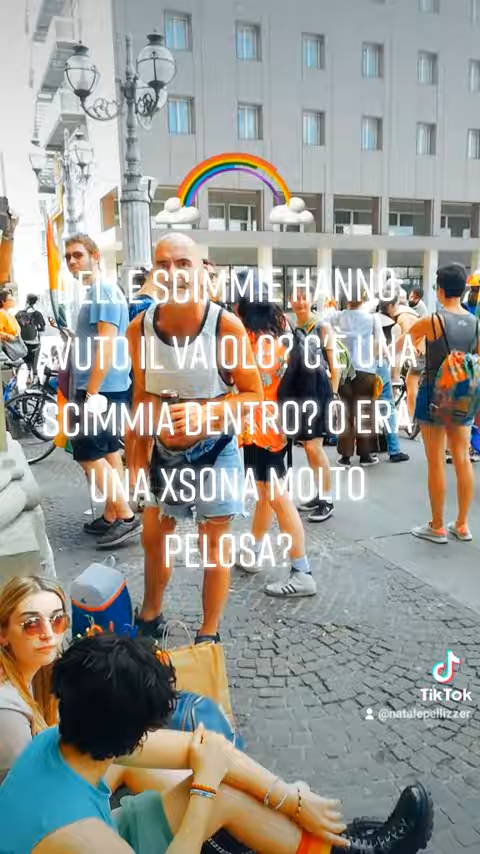 DELLE SCIMMIE HANNO
AVUTO IL VAIOLO? C'È UNA
SCIMMIA DENTRO? O ERA
UNA XSONA MOLTO
PELOSA?
TikTok
@natalepellizzer